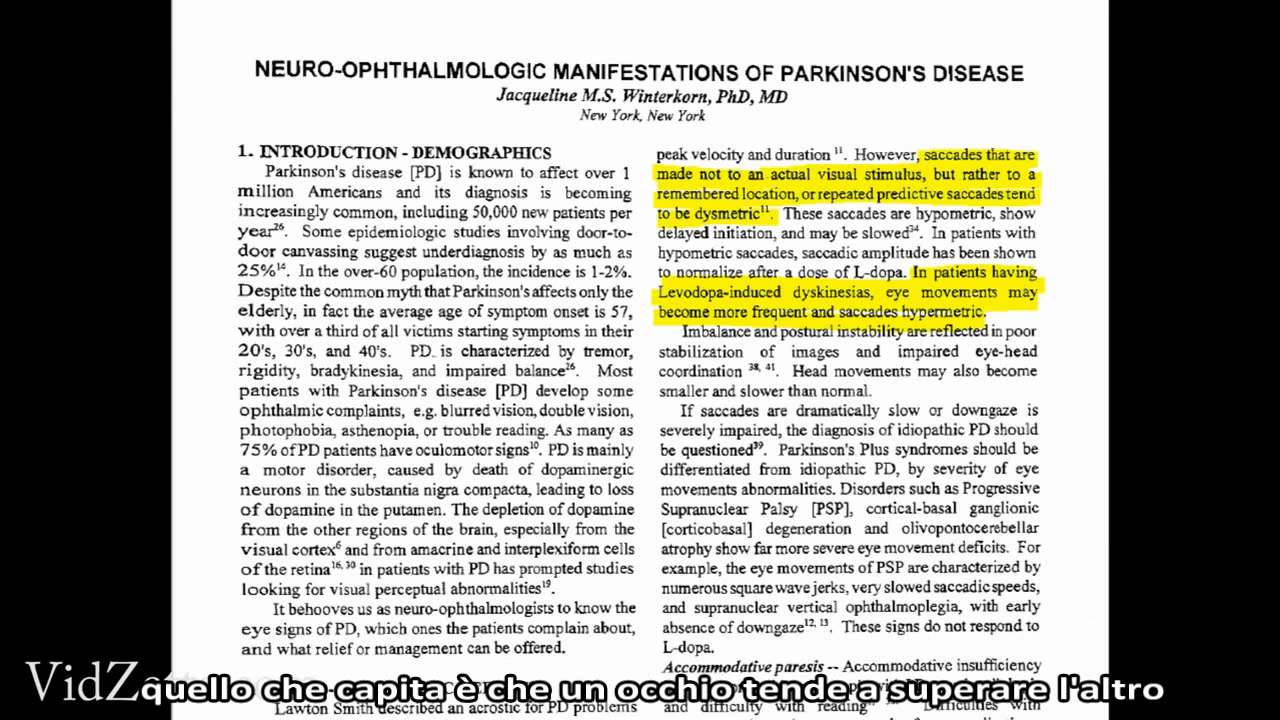 NEURO-OPHTHALMOLOGIC MANIFESTATIONS OF PARKINSON'S DISEASE
Jacqueline M.S. Winterkorn, PhD, MD
New York, New York
1. INTRODUCTION - DEMOGRAPHICS
Parkinson's disease [PD] is known to affect over 1
million Americans and its diagnosis is becoming
increasingly common, including 50,000 new patients per
year26. Some epidemiologic studies involving door-to-
door canvassing suggest underdiagnosis by as much as
25%14. In the over-60 population, the incidence is 1-2%.
Despite the common myth that Parkinson's affects only the
elderly, in fact the average age of symptom onset is 57,
with over a third of all victims starting symptoms in their
20's, 30's, and 40's. PD is characterized by tremor,
rigidity, bradykinesia, and impaired balance26. Most
patients with Parkinson's disease [PD] develop some
ophthalmic complaints, e.g. blurred vision, double vision,
photophobia, asthenopia, or trouble reading. As many as
75% of PD patients have oculomotor signs10. PD is mainly
a motor disorder, caused by death of dopaminergic
neurons in the substantia nigra compacta, leading to loss
of dopamine in the putamen. The depletion of dopamine
from the other regions of the brain, especially from the
visual cortex6 and from amacrine and interplexiform cells
of the retina16, 30 in patients with PD has prompted studies
looking for visual perceptual abnormalities19.
It behooves us as neuro-ophthalmologists to know the
eye signs of PD, which ones the patients complain about,
and what relief or management can be offered.
Lawton Smith described an acrostic for PD problems
peak velocity and duration 11. However, saccades that are
made not to an actual visual stimulus, but rather to a
remembered location, or repeated predictive saccades tend
to be dysmetric11. These saccades are hypometric, show
delayed initiation, and may be slowed34. In patients with
hypometric saccades, saccadic amplitude has been shown
to normalize after a dose of L-dopa. In patients having
Levodopa-induced dyskinesias, eye movements may
become more frequent and saccades hypermetric.
Imbalance and postural instability are reflected in poor
stabilization of images and impaired eye-head
coordination 38, 41. Head movements may also become
smaller and slower than normal.
If saccades are dramatically slow or downgaze is
severely impaired, the diagnosis of idiopathic PD should
be questioned39. Parkinson's Plus syndromes should be
differentiated from idiopathic PD, by severity of eye
movements abnormalities. Disorders such as Progressive
Supranuclear Palsy [PSP], cortical-basal ganglionic
[corticobasal] degeneration and olivopontocerebellar
atrophy show far more severe eye movement deficits. For
example, the eye movements of PSP are characterized by
numerous square wave jerks, very slowed saccadic speeds,
and supranuclear vertical ophthalmoplegia, with early
absence of downgaze12, 13. These signs do not respond to
L-dopa.
Accommodative paresis -- Accommodative insufficiency
and difficulty with reading Difficulties with
VidZ
quello che capita è che un occhio tende a superare l'altro